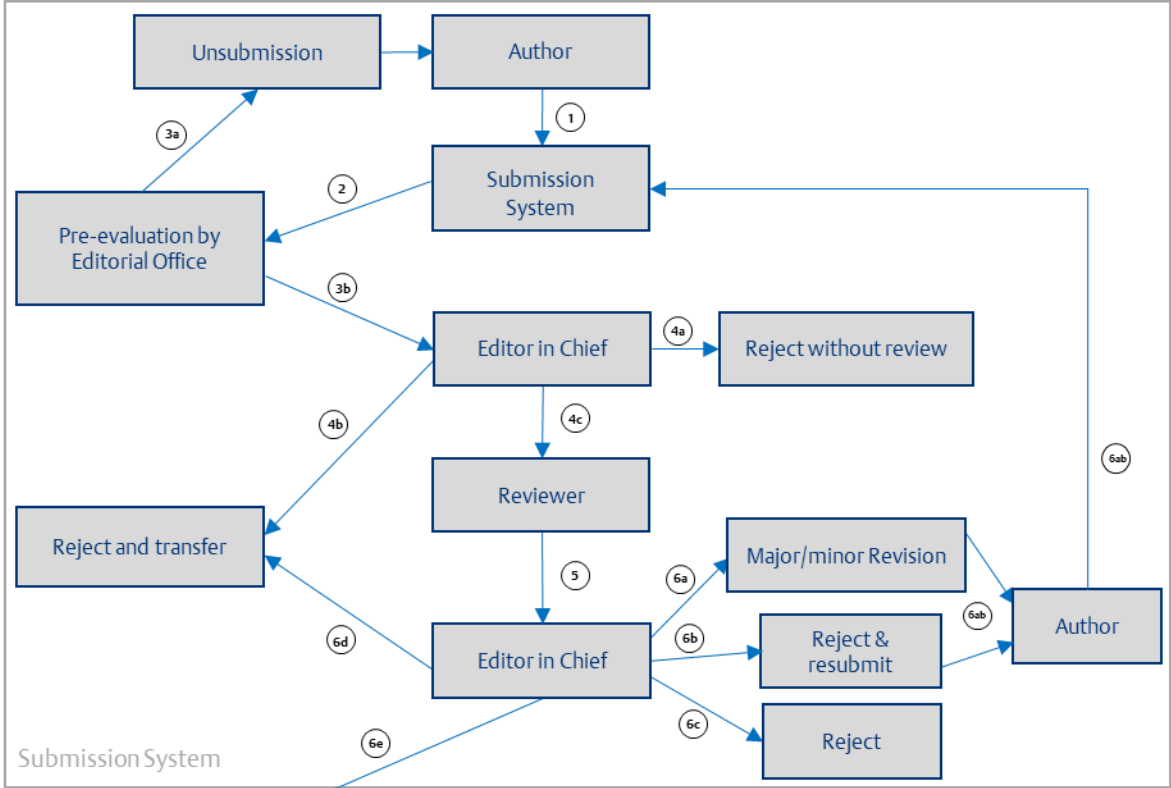 Unsubmission
Author
1
3a
Submission
System
2
Pre-evaluation by
Editorial Office
3b
Editor in Chief
4a
Reject without review
4b
4c
6ab
Reviewer
Reject and transfer
Major/minor Revision
5
6a
6ab
Author
6d
Editor in Chief
6b
Reject &
resubmit
6c
Reject
6e
Submission System